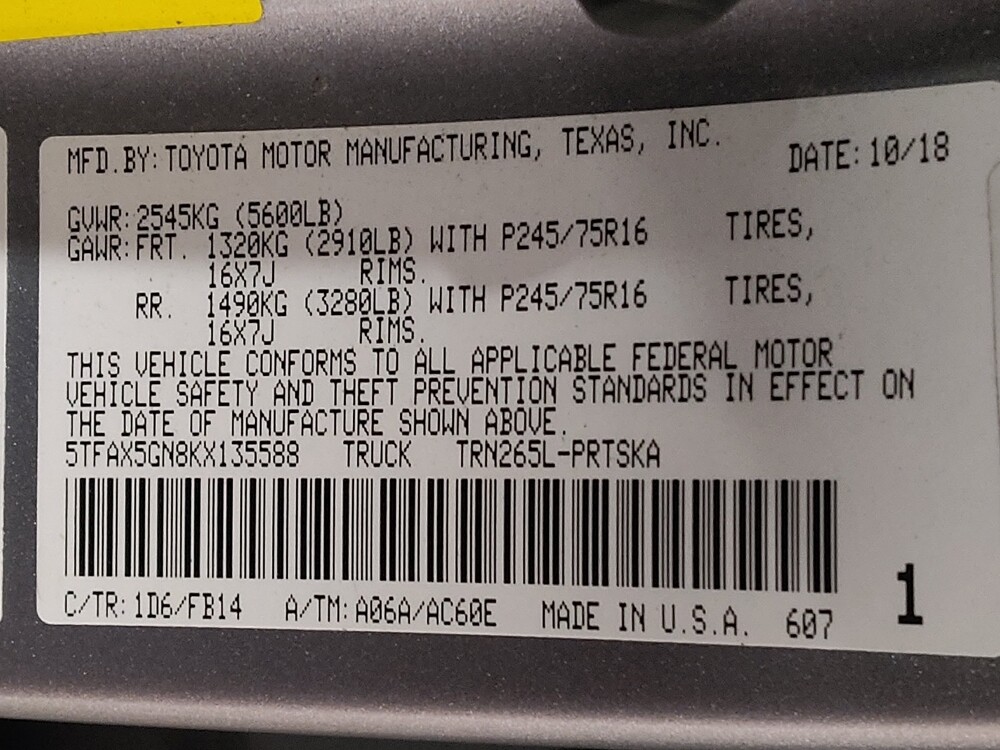 MFD.BY: TOYOTA MOTOR MANUFACTURING, TEXAS, INC. DATE: 10/18
GVWR: 2545KG (5600LB)
GAWR: FRT. 1320KG (2910LB) WITH P245/75R16 TIRES,
16X7J RIMS.
RR. 1490KG (3280LB) WITH P245/75R16 TIRES,
16X7J RIMS.
THIS VEHICLE CONFORMS TO ALL APPLICABLE FEDERAL MOTOR
VEHICLE SAFETY AND THEFT PREVENTION STANDARDS IN EFFECT ON
THE DATE OF MANUFACTURE SHOWN ABOVE.
5TFAX5GN8KX135588 TRUCK TRN265L-PRTSKA
C/TR: 1D6/FB14 A/TM: A06A/AC60E MADE IN U.S.A. 607 1